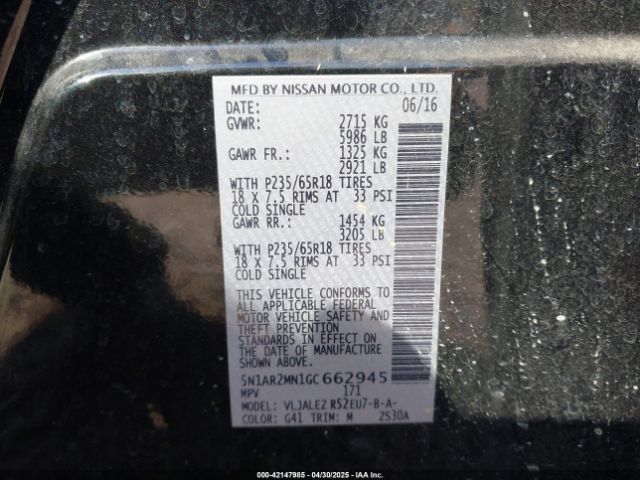 MFD BY NISSAN MOTOR CO., LTD.
DATE: 06/16
GVWR: 2715 KG
5986 LB
GAWR FR.: 1325 KG
2921 LB
WITH P235/65R18 TIRES
18 X 7.5 RIMS AT 33 PSI
COLD SINGLE
GAWR RR.: 1454 KG
3205 LB
WITH P235/65R18 TIRES
18 X 7.5 RIMS AT 33 PSI
COLD SINGLE
THIS VEHICLE CONFORMS TO
ALL APPLICABLE FEDERAL
MOTOR VEHICLE SAFETY AND
THEFT PREVENTION
STANDARDS IN EFFECT ON
THE DATE OF MANUFACTURE
SHOWN ABOVE.
5N1AR2MN1GC662945
MPV 171
MODEL: VLJALEZ R52EU7-B-A-
COLOR: G41 TRIM: M ZS30A
000-42147985 - 04/30/2025 - IAA Inc.